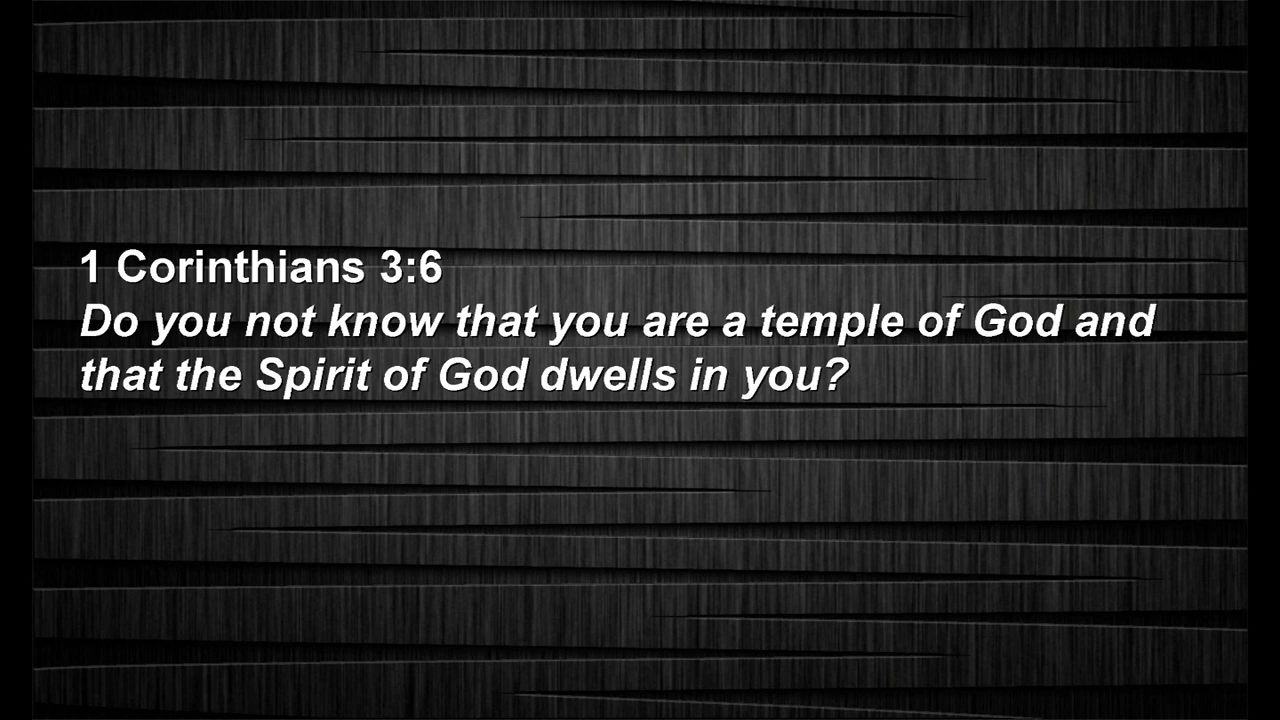 1 Corinthians 3:6
Do you not know that you are a temple of God and
that the Spirit of God dwells in you?